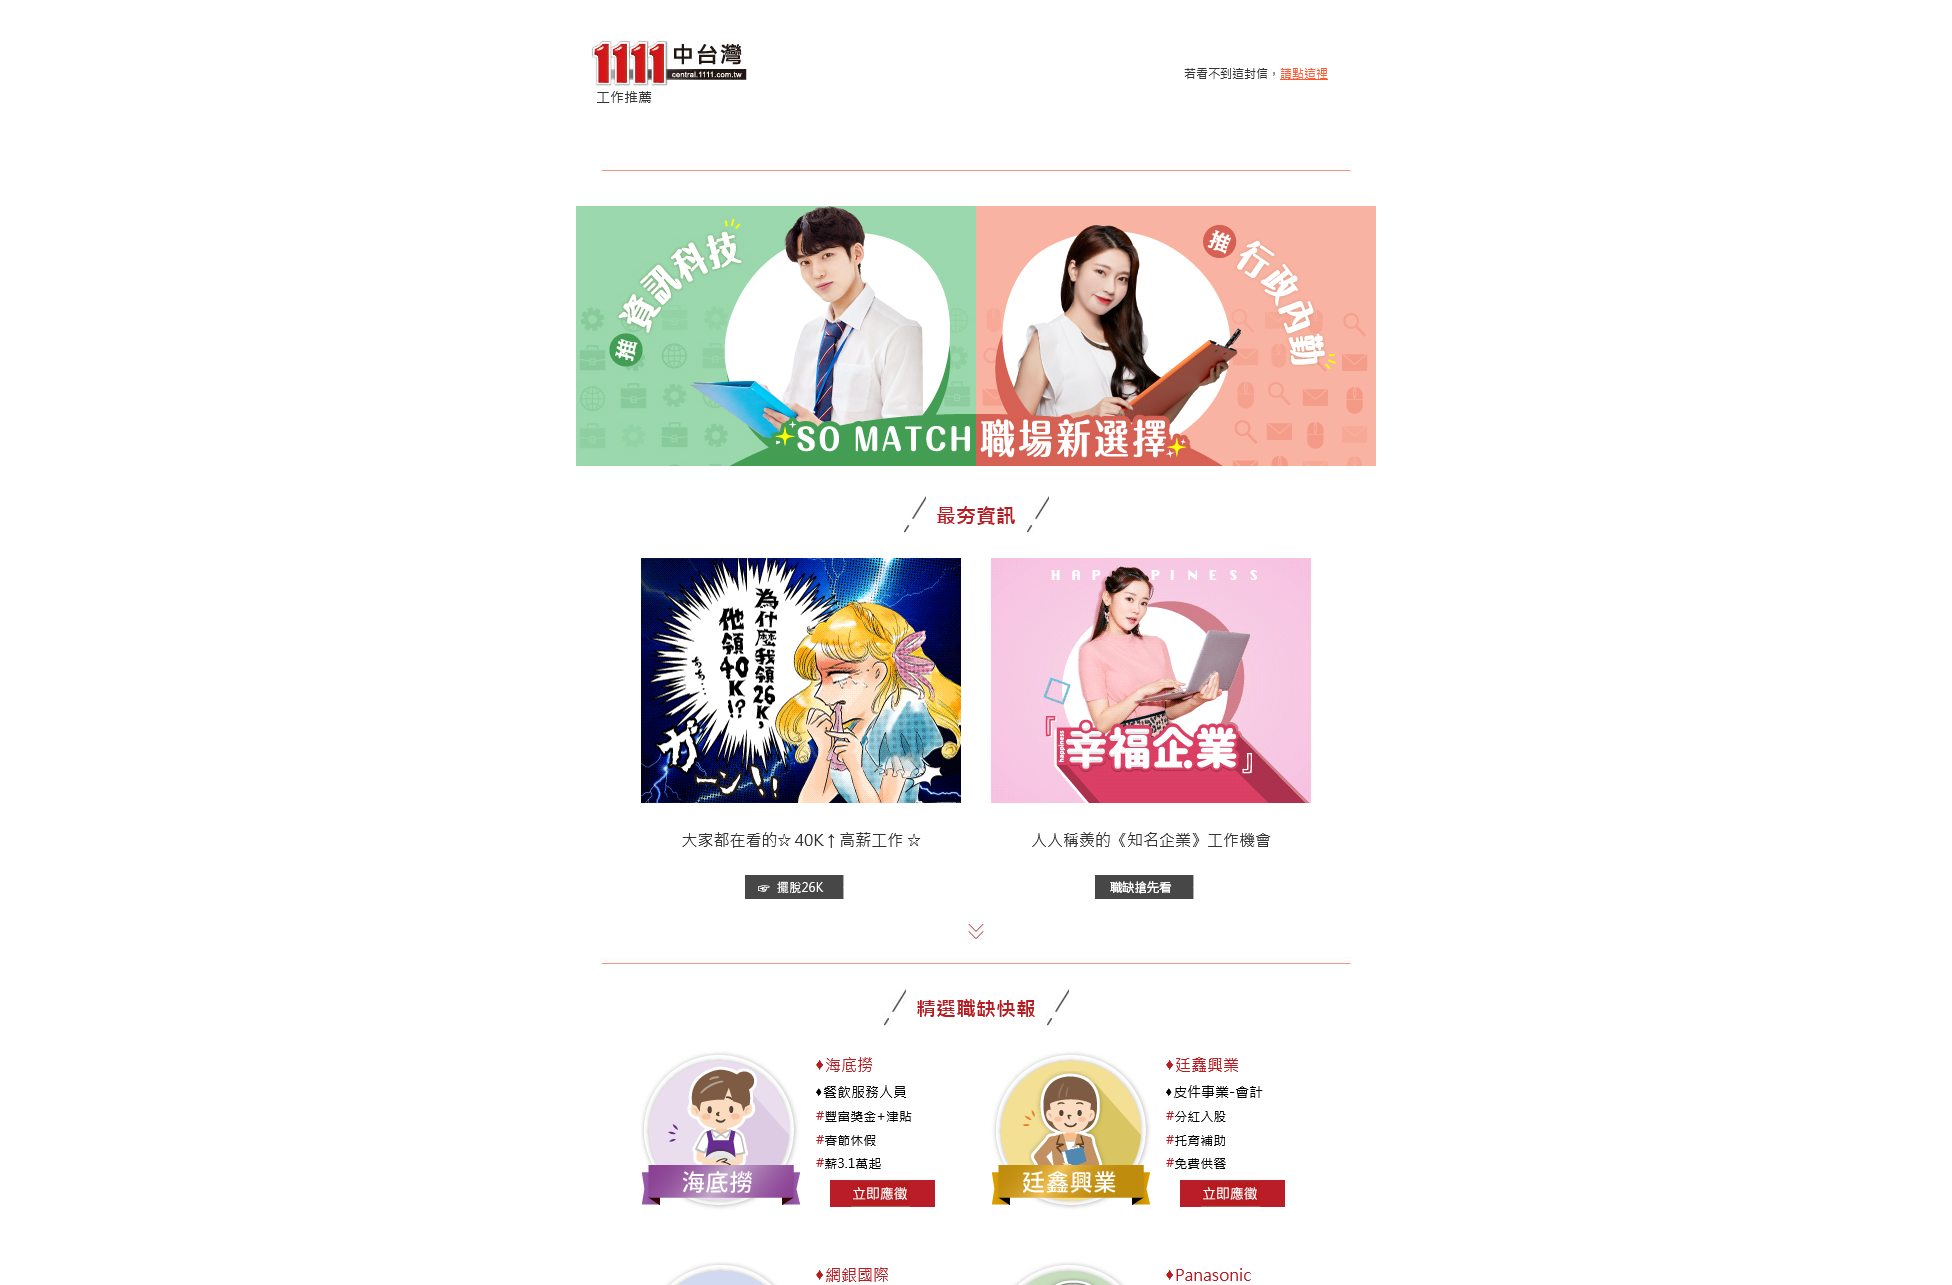 1111 中台灣
central.1111.com.tw
工作推薦
若看不到這封信，請點這裡
推 資訊科技
推 行政內勤
SO MATCH 職場新選擇
最夯資訊
為什麼我領26K,
他領40K!?
ああ…
ガーン!!
HAPPINESS
happiness
『幸福企業』
大家都在看的☆ 40K↑高薪工作 ☆
人人稱羨的《知名企業》工作機會
☞ 擺脫26K
職缺搶先看
精選職缺快報
海底撈
♦海底撈
♦餐飲服務人員
#豐富獎金+津貼
#春節休假
#薪3.1萬起
立即應徵
廷鑫興業
♦廷鑫興業
♦皮件事業-會計
#分紅入股
#托育補助
#免費供餐
立即應徵
♦網銀國際
♦Panasonic